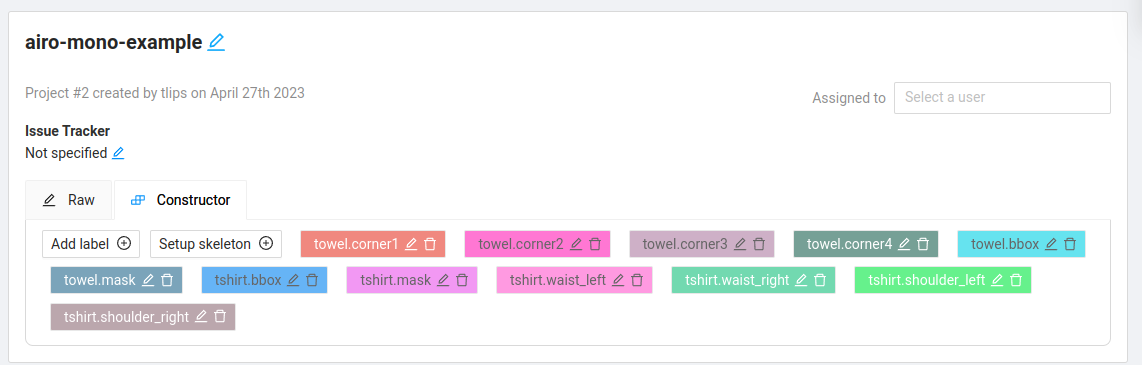 airo-mono-example
Project #2 created by tlips on April 27th 2023
Assigned to Select a user
Issue Tracker
Not specified
Raw Constructor
Add label Setup skeleton towel.corner1 towel.corner2 towel.corner3 towel.corner4 towel.bbox
towel.mask tshirt.bbox tshirt.mask tshirt.waist_left tshirt.waist_right tshirt.shoulder_left
tshirt.shoulder_right